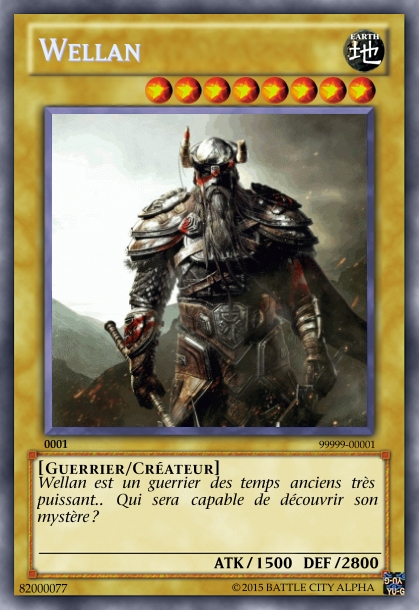 Wellan
EARTH
地
0001
99999-00001
[Guerrier/Créateur]
Wellan est un guerrier des temps anciens très
puissant.. Qui sera capable de découvrir son
mystère ?
ATK / 1500 DEF / 2800
82000077
©2015 BATTLE CITY ALPHA